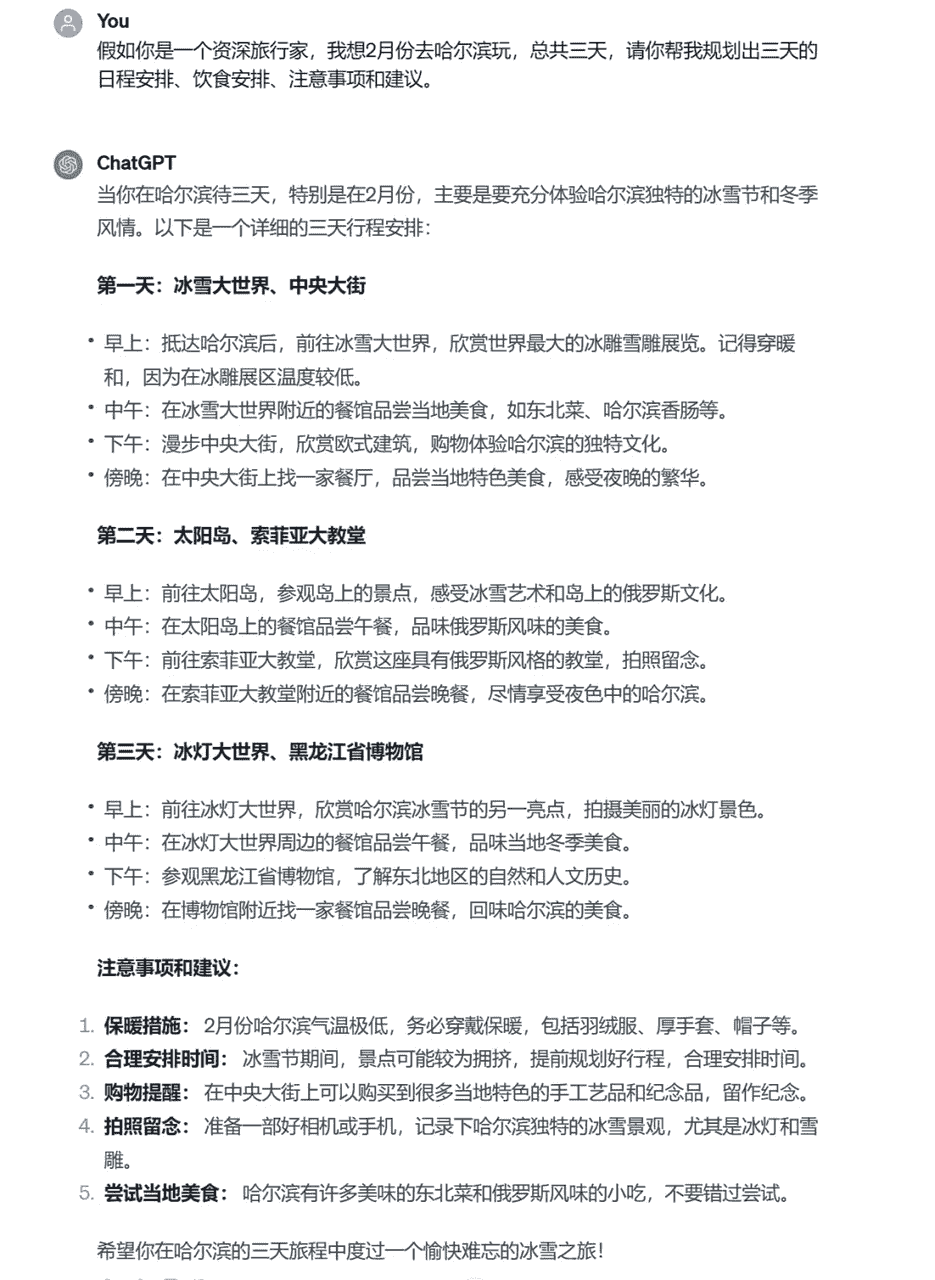 You
假如你是一个资深旅行家，我想2月份去哈尔滨玩，总共三天，请你帮我规划出三天的
日程安排、饮食安排、注意事项和建议。
ChatGPT
当你在哈尔滨待三天，特别是在2月份，主要是要充分体验哈尔滨独特的冰雪节和冬季
风情。以下是一个详细的三天行程安排：
第一天：冰雪大世界、中央大街
• 早上：抵达哈尔滨后，前往冰雪大世界，欣赏世界最大的冰雕雪雕展览。记得穿暖
和，因为在冰雕展区温度较低。
• 中午：在冰雪大世界附近的餐馆品尝当地美食，如东北菜、哈尔滨香肠等。
• 下午：漫步中央大街，欣赏欧式建筑，购物体验哈尔滨的独特文化。
• 傍晚：在中央大街上找一家餐厅，品尝当地特色美食，感受夜晚的繁华。
第二天：太阳岛、索菲亚大教堂
• 早上：前往太阳岛，参观岛上的景点，感受冰雪艺术和岛上的俄罗斯文化。
• 中午：在太阳岛上的餐馆品尝午餐，品味俄罗斯风味的美食。
• 下午：前往索菲亚大教堂，欣赏这座具有俄罗斯风格的教堂，拍照留念。
• 傍晚：在索菲亚大教堂附近的餐馆品尝晚餐，尽情享受夜色中的哈尔滨。
第三天：冰灯大世界、黑龙江省博物馆
• 早上：前往冰灯大世界，欣赏哈尔滨冰雪节的另一亮点，拍摄美丽的冰灯景色。
• 中午：在冰灯大世界周边的餐馆品尝午餐，品味当地冬季美食。
• 下午：参观黑龙江省博物馆，了解东北地区的自然和人文历史。
• 傍晚：在博物馆附近找一家餐馆品尝晚餐，回味哈尔滨的美食。
注意事项和建议：
1. 保暖措施： 2月份哈尔滨气温极低，务必穿戴保暖，包括羽绒服、厚手套、帽子等。
2. 合理安排时间： 冰雪节期间，景点可能较为拥挤，提前规划好行程，合理安排时间。
3. 购物提醒： 在中央大街上可以购买到很多当地特色的手工艺品和纪念品，留作纪念。
4. 拍照留念： 准备一部好相机或手机，记录下哈尔滨独特的冰雪景观，尤其是冰灯和雪
雕。
5. 尝试当地美食： 哈尔滨有许多美味的东北菜和俄罗斯风味的小吃，不要错过尝试。
希望你在哈尔滨的三天旅程中度过一个愉快难忘的冰雪之旅！